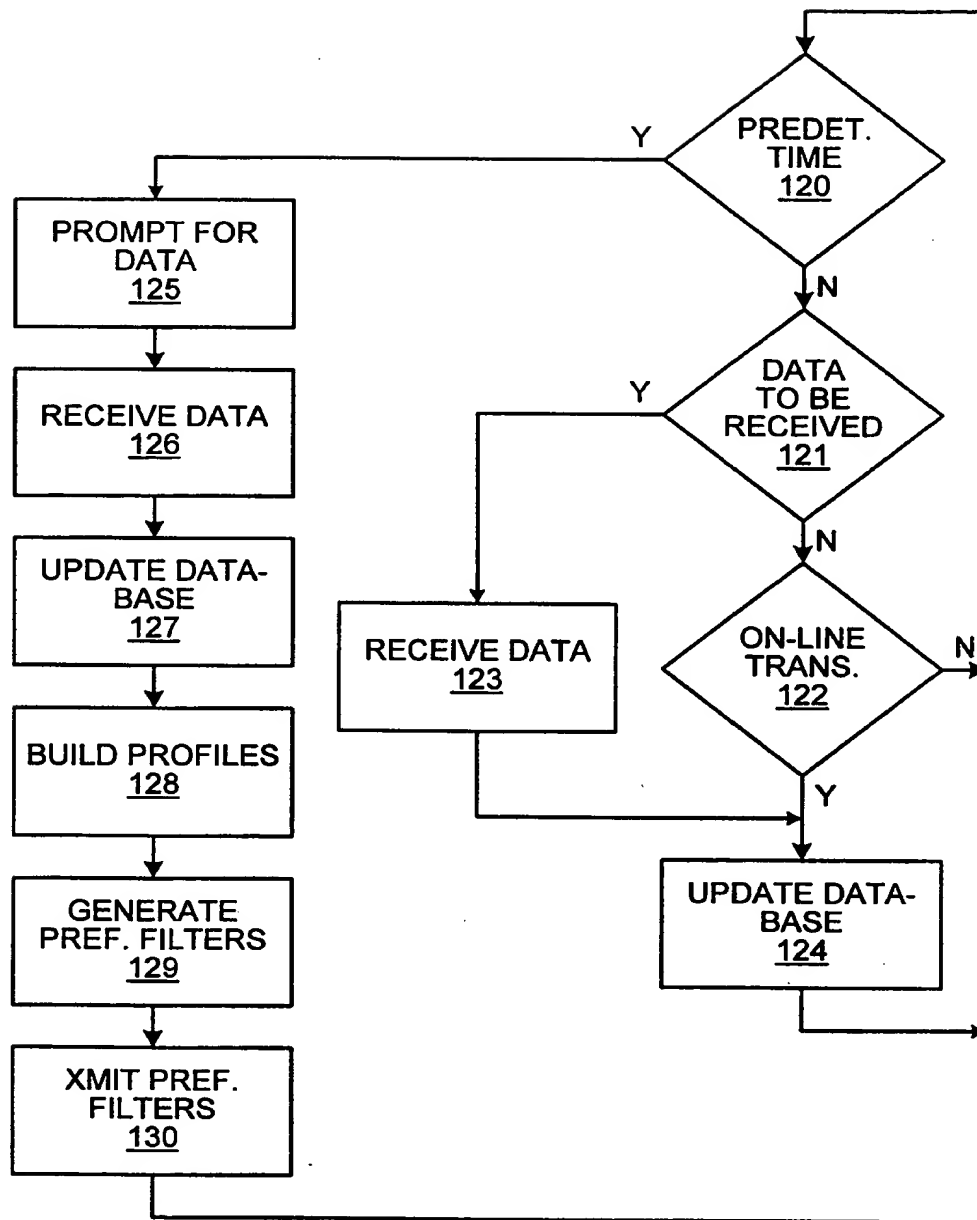 PREDET.
TIME
120
Y
N
PROMPT FOR
DATA
125
DATA
TO BE
RECEIVED
121
Y
N
RECEIVE DATA
126
UPDATE DATA-
BASE
127
ON-LINE
TRANS.
122
N
Y
RECEIVE DATA
123
BUILD PROFILES
128
UPDATE DATA-
BASE
124
GENERATE
PREF. FILTERS
129
XMIT PREF.
FILTERS
130